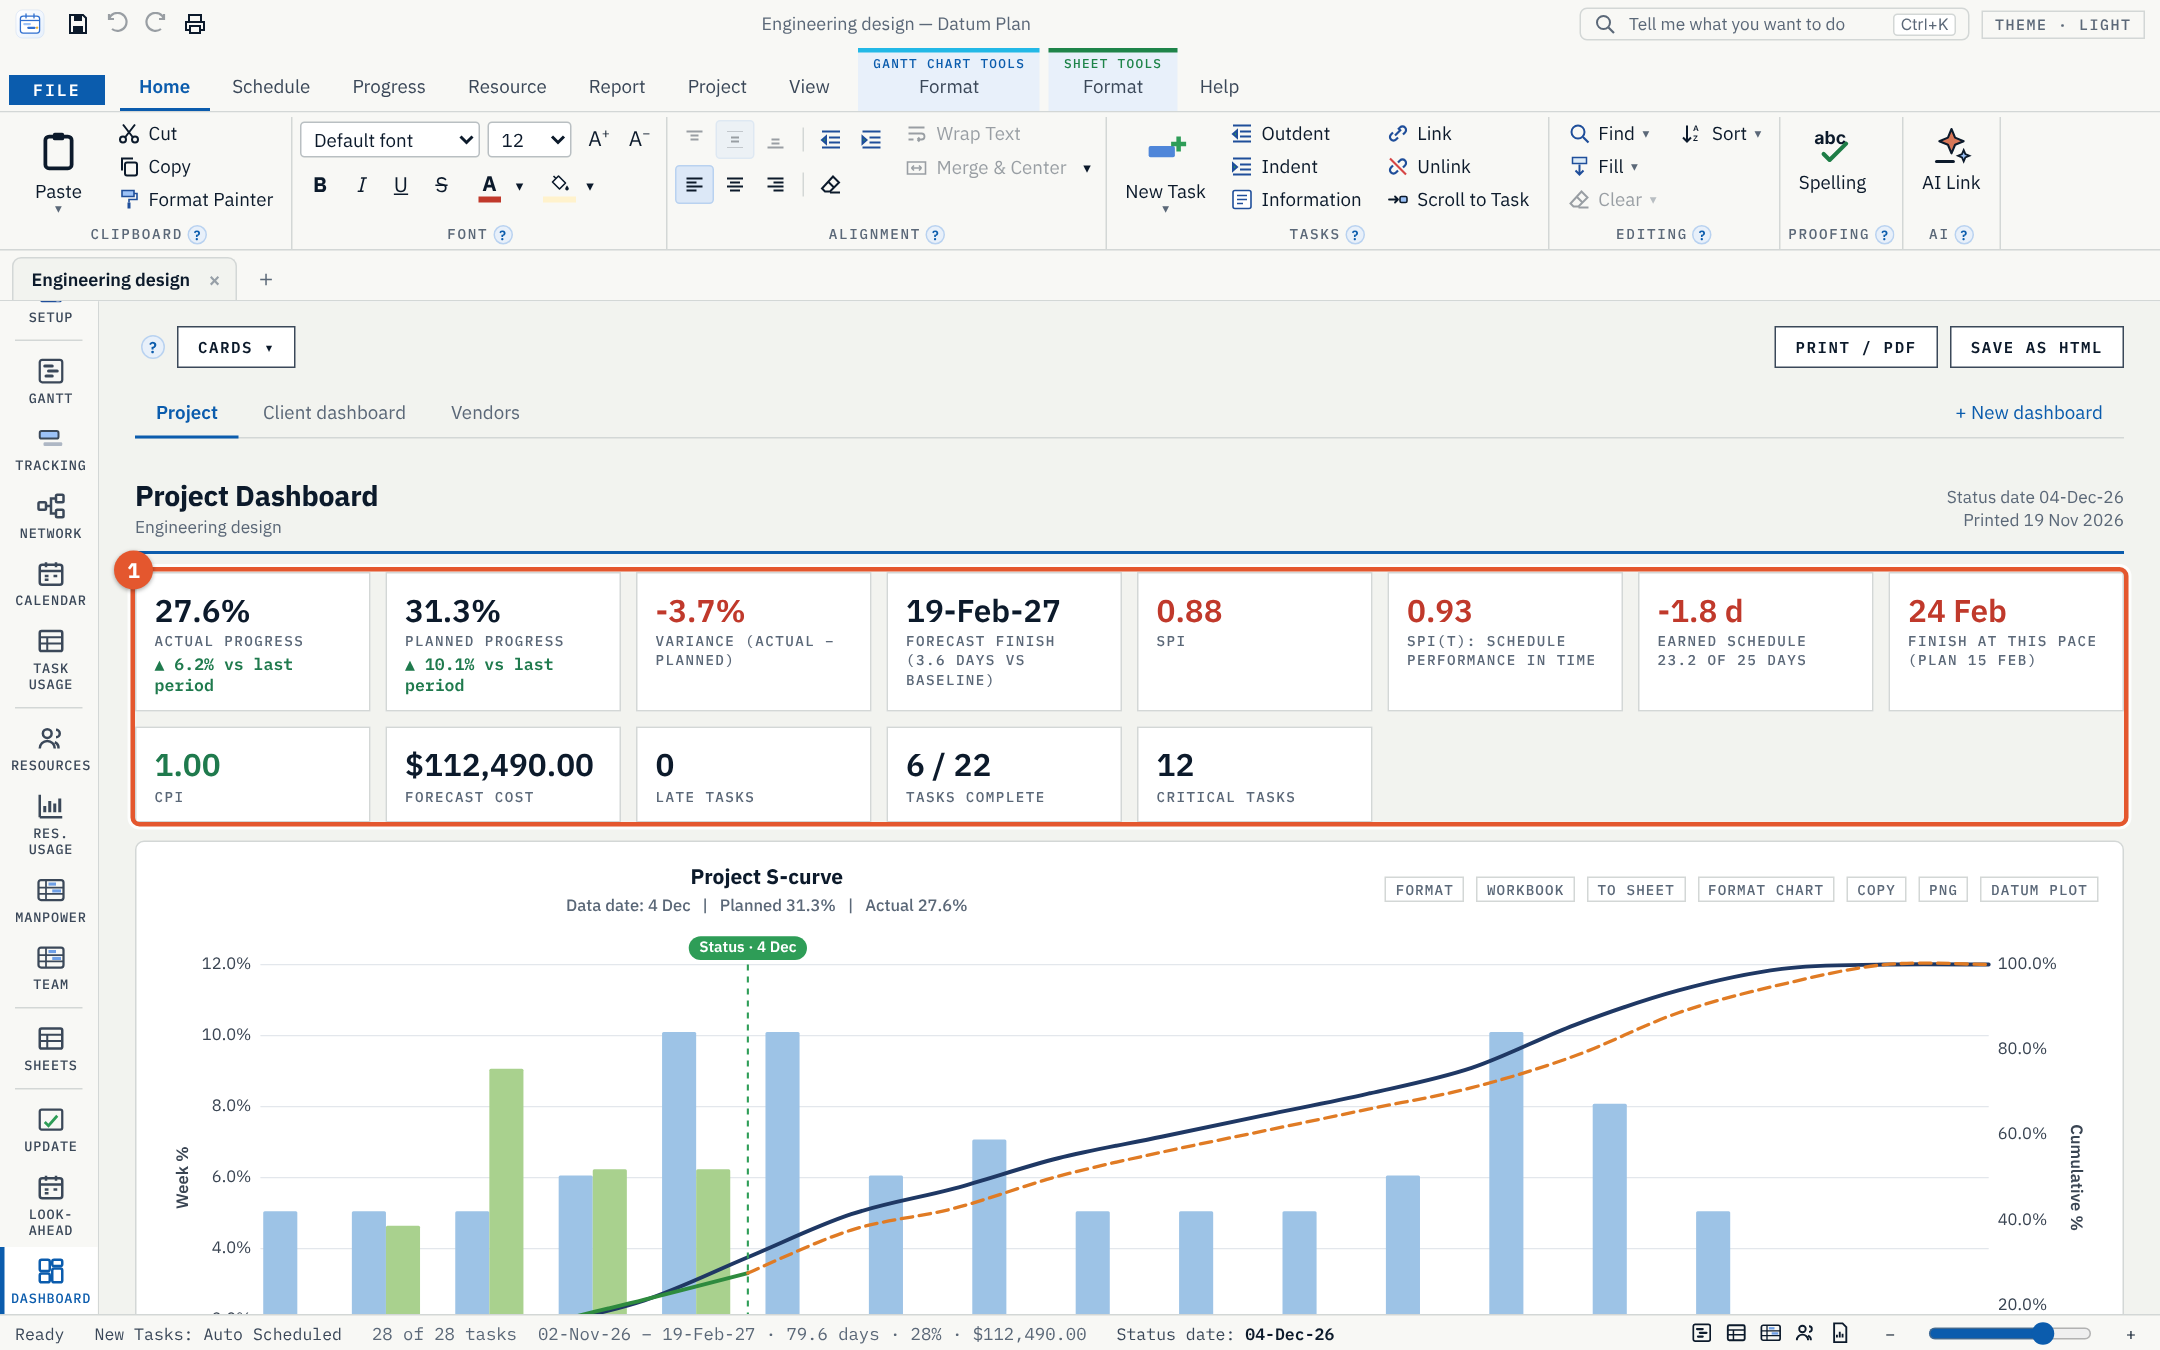 Engineering design — Datum Plan
Tell me what you want to do
Ctrl+K
THEME · LIGHT
GANTT CHART TOOLS
SHEET TOOLS
FILE
Home
Schedule
Progress
Resource
Report
Project
View
Format
Format
Help
Paste
Cut
Copy
Format Painter
CLIPBOARD ?
Default font
12
A+
A−
B
I
U
S
A
FONT ?
Wrap Text
Merge & Center
ALIGNMENT ?
New Task
Outdent
Indent
Information
Link
Unlink
Scroll to Task
TASKS ?
Find
Sort
Fill
Clear
EDITING ?
abc
Spelling
PROOFING ?
AI Link
AI ?
Engineering design ×
+
SETUP
GANTT
TRACKING
NETWORK
CALENDAR
TASK
USAGE
RESOURCES
RES.
USAGE
MANPOWER
TEAM
SHEETS
UPDATE
LOOK-
AHEAD
DASHBOARD
?
CARDS ▾
PRINT / PDF
SAVE AS HTML
Project
Client dashboard
Vendors
+ New dashboard
Project Dashboard
Engineering design
Status date 04-Dec-26
Printed 19 Nov 2026
1
27.6%
ACTUAL PROGRESS
▲ 6.2% vs last
period
31.3%
PLANNED PROGRESS
▲ 10.1% vs last
period
-3.7%
VARIANCE (ACTUAL −
PLANNED)
19-Feb-27
FORECAST FINISH
(3.6 DAYS VS
BASELINE)
0.88
SPI
0.93
SPI(T): SCHEDULE
PERFORMANCE IN TIME
-1.8 d
EARNED SCHEDULE
23.2 OF 25 DAYS
24 Feb
FINISH AT THIS PACE
(PLAN 15 FEB)
1.00
CPI
$112,490.00
FORECAST COST
0
LATE TASKS
6 / 22
TASKS COMPLETE
12
CRITICAL TASKS
Project S-curve
Data date: 4 Dec | Planned 31.3% | Actual 27.6%
FORMAT
WORKBOOK
TO SHEET
FORMAT CHART
COPY
PNG
DATUM PLOT
Status · 4 Dec
12.0%
10.0%
8.0%
6.0%
4.0%
Week %
100.0%
80.0%
60.0%
40.0%
20.0%
Cumulative %
Ready
New Tasks: Auto Scheduled
28 of 28 tasks
02-Nov-26 – 19-Feb-27 · 79.6 days · 28% · $112,490.00
Status date: 04-Dec-26
−
+